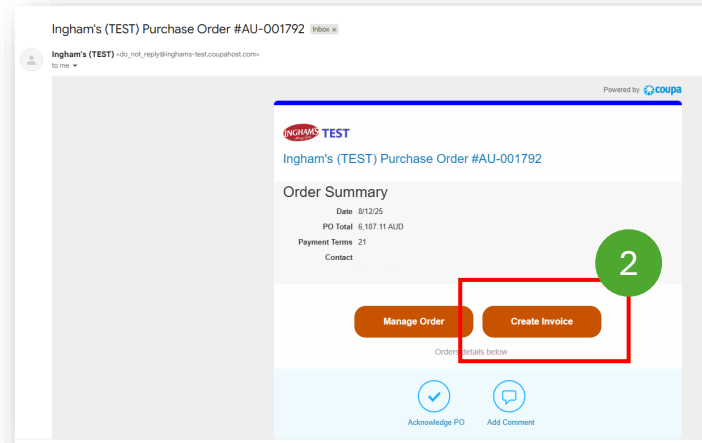 Ingham's (TEST) Purchase Order #AU-001792 Inbox x
Ingham's (TEST) <do_not_reply@inghams-test.coupahost.com>
to me
Powered by coupa
INGHAMS TEST
Ingham's (TEST) Purchase Order #AU-001792
Order Summary
Date 8/12/25
PO Total 6,107.11 AUD
Payment Terms 21
Contact
2
Manage Order Create Invoice
Orders details below
Acknowledge PO Add Comment